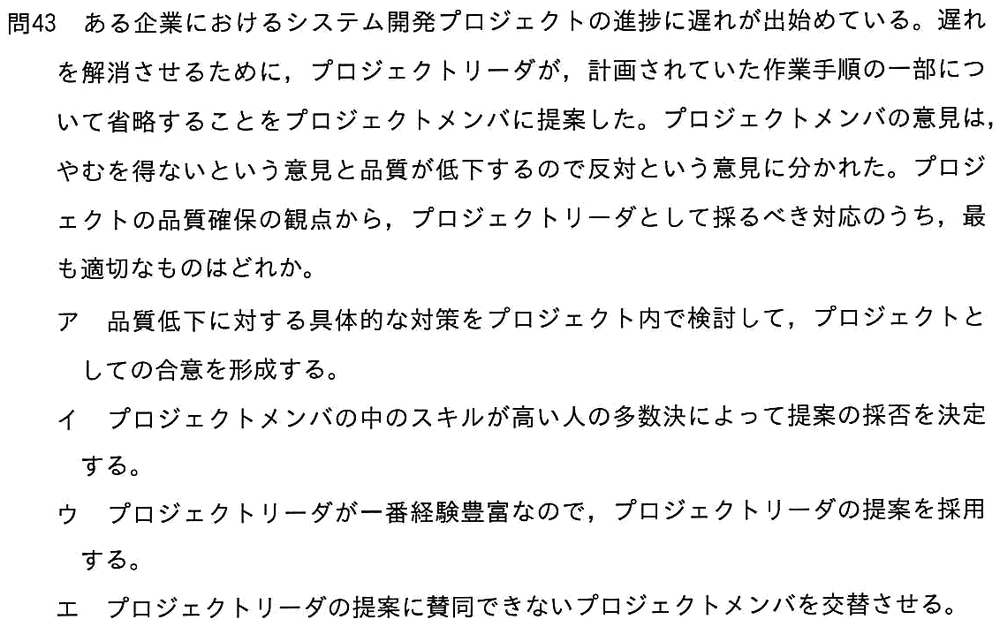 問43 ある企業におけるシステム開発プロジェクトの進捗に遅れが出始めている。遅れ
を解消させるために，プロジェクトリーダが，計画されていた作業手順の一部につ
いて省略することをプロジェクトメンバに提案した。プロジェクトメンバの意見は，
やむを得ないという意見と品質が低下するので反対という意見に分かれた。プロジ
ェクトの品質確保の観点から，プロジェクトリーダとして採るべき対応のうち，最
も適切なものはどれか。
ア 品質低下に対する具体的な対策をプロジェクト内で検討して，プロジェクトと
しての合意を形成する。
イ プロジェクトメンバの中のスキルが高い人の多数決によって提案の採否を決定
する。
ウ プロジェクトリーダが一番経験豊富なので，プロジェクトリーダの提案を採用
する。
エ プロジェクトリーダの提案に賛同できないプロジェクトメンバを交替させる。